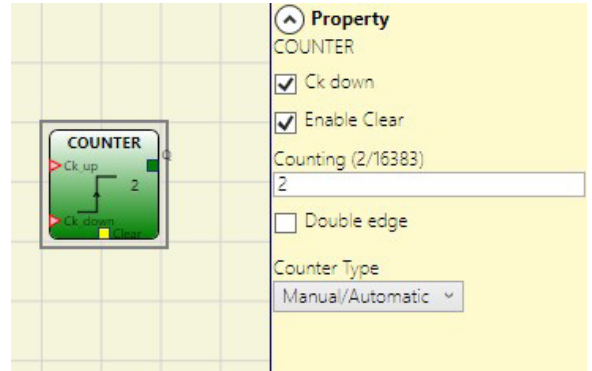 COUNTER
Ck_up
Q
2
Ck_down
Clear
Property
COUNTER
Ck down
Enable Clear
Counting (2/16383)
2
Double edge
Counter Type
Manual/Automatic